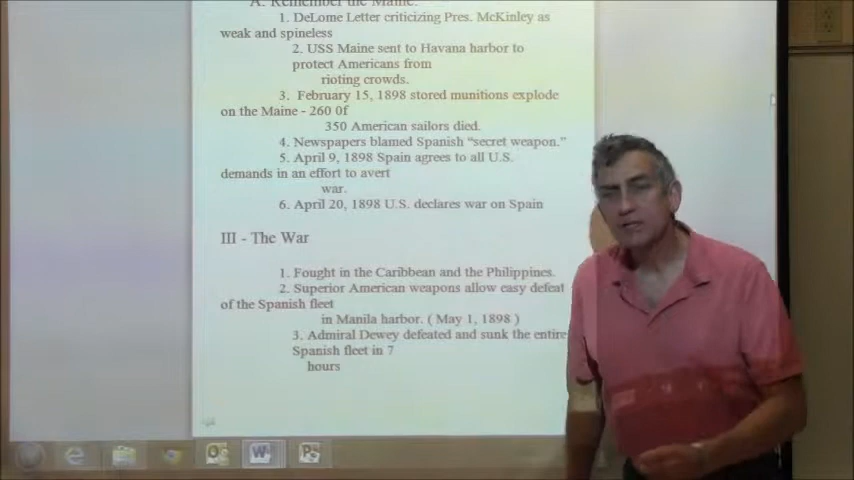 A. Remember the Maine.
1. DeLome Letter criticizing Pres. McKinley as
weak and spineless
2. USS Maine sent to Havana harbor to
protect Americans from
rioting crowds.
3. February 15, 1898 stored munitions explode
on the Maine - 260 0f
350 American sailors died.
4. Newspapers blamed Spanish “secret weapon.”
5. April 9, 1898 Spain agrees to all U.S.
demands in an effort to avert
war.
6. April 20, 1898 U.S. declares war on Spain
III - The War
1. Fought in the Caribbean and the Philippines.
2. Superior American weapons allow easy defeat
of the Spanish fleet
in Manila harbor. ( May 1, 1898 )
3. Admiral Dewey defeated and sunk the entire
Spanish fleet in 7
hours